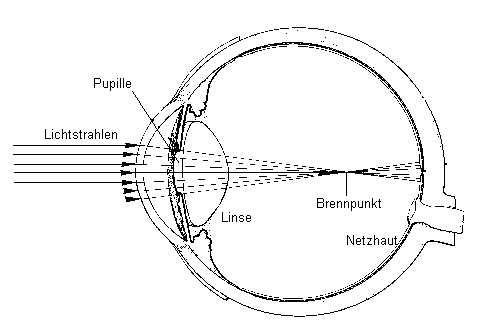 Pupille
Lichtstrahlen
Brennpunkt
Linse
Netzhaut